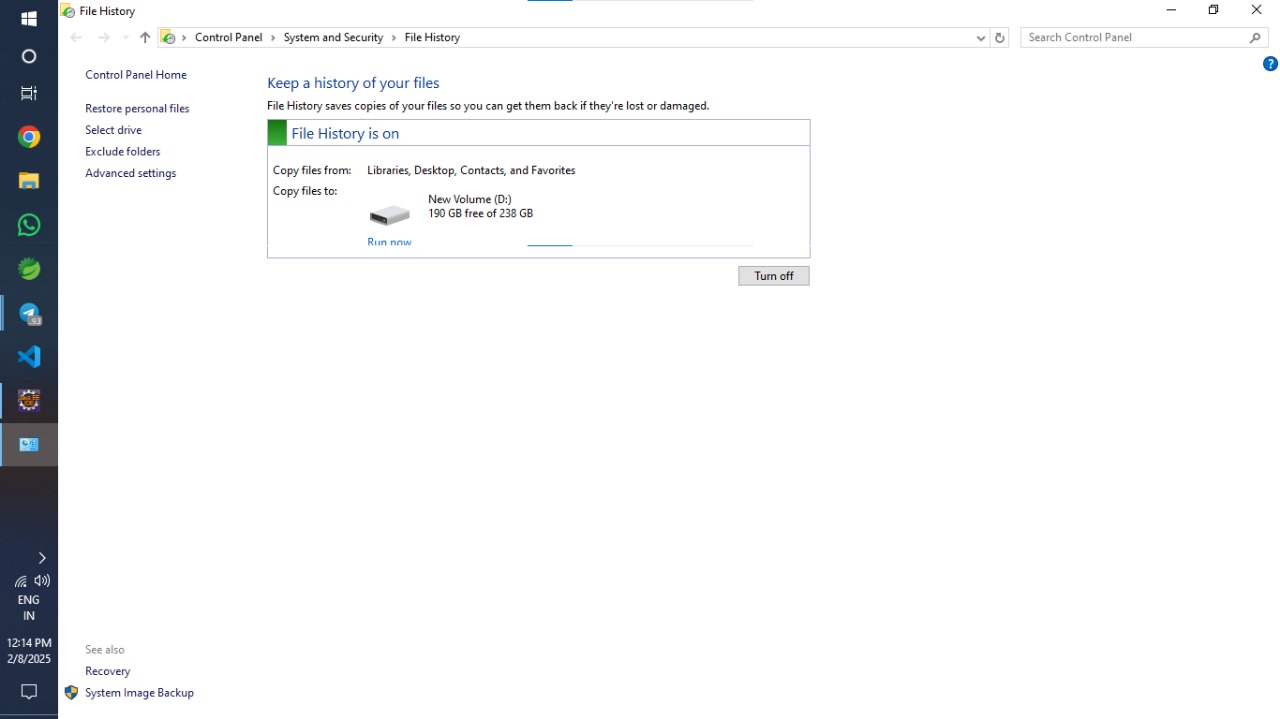 File History
Control Panel > System and Security > File History
Search Control Panel
?
Control Panel Home
Restore personal files
Select drive
Exclude folders
Advanced settings
Keep a history of your files
File History saves copies of your files so you can get them back if they're lost or damaged.
File History is on
Copy files from: Libraries, Desktop, Contacts, and Favorites
Copy files to:
New Volume (D:)
190 GB free of 238 GB
Run now
Turn off
.93
ENG
IN
12:14 PM
2/8/2025
See also
Recovery
System Image Backup